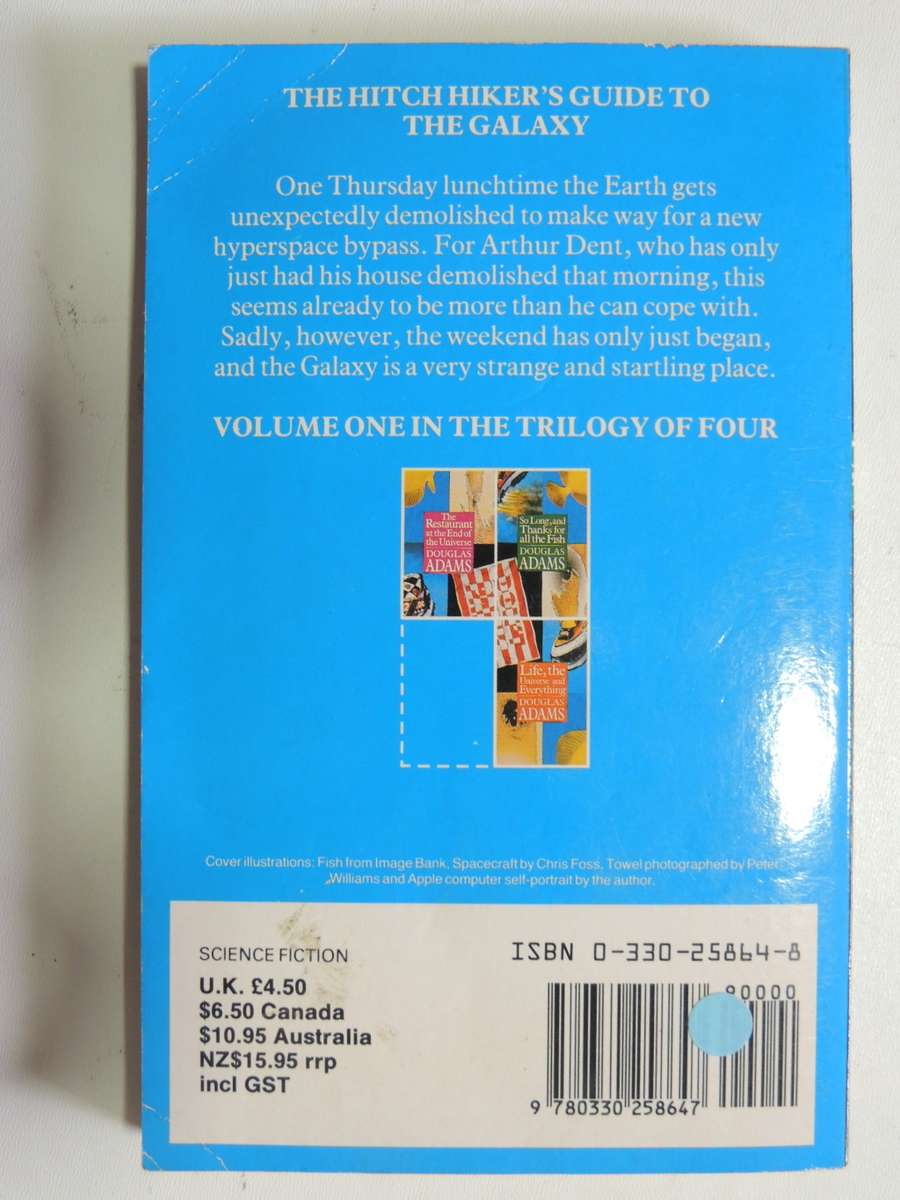 THE HITCH HIKER'S GUIDE TO
THE GALAXY
One Thursday lunchtime the Earth gets
unexpectedly demolished to make way for a new
hyperspace bypass. For Arthur Dent, who has only
just had his house demolished that morning, this
seems already to be more than he can cope with.
Sadly, however, the weekend has only just began,
and the Galaxy is a very strange and startling place.
VOLUME ONE IN THE TRILOGY OF FOUR
The
Restaurant
at the End of
the Universe
DOUGLAS
ADAMS
So Long, and
Thanks for
all the Fish
DOUGLAS
ADAMS
Life, the
Universe and
Everything
DOUGLAS
ADAMS
Cover illustrations: Fish from Image Bank, Spacecraft by Chris Foss, Towel photographed by Peter
Williams and Apple computer self-portrait by the author.
SCIENCE FICTION
U.K. £4.50
$6.50 Canada
$10.95 Australia
NZ$15.95 rrp
incl GST
ISBN 0-330-25864-8
90000
9 780330 258647